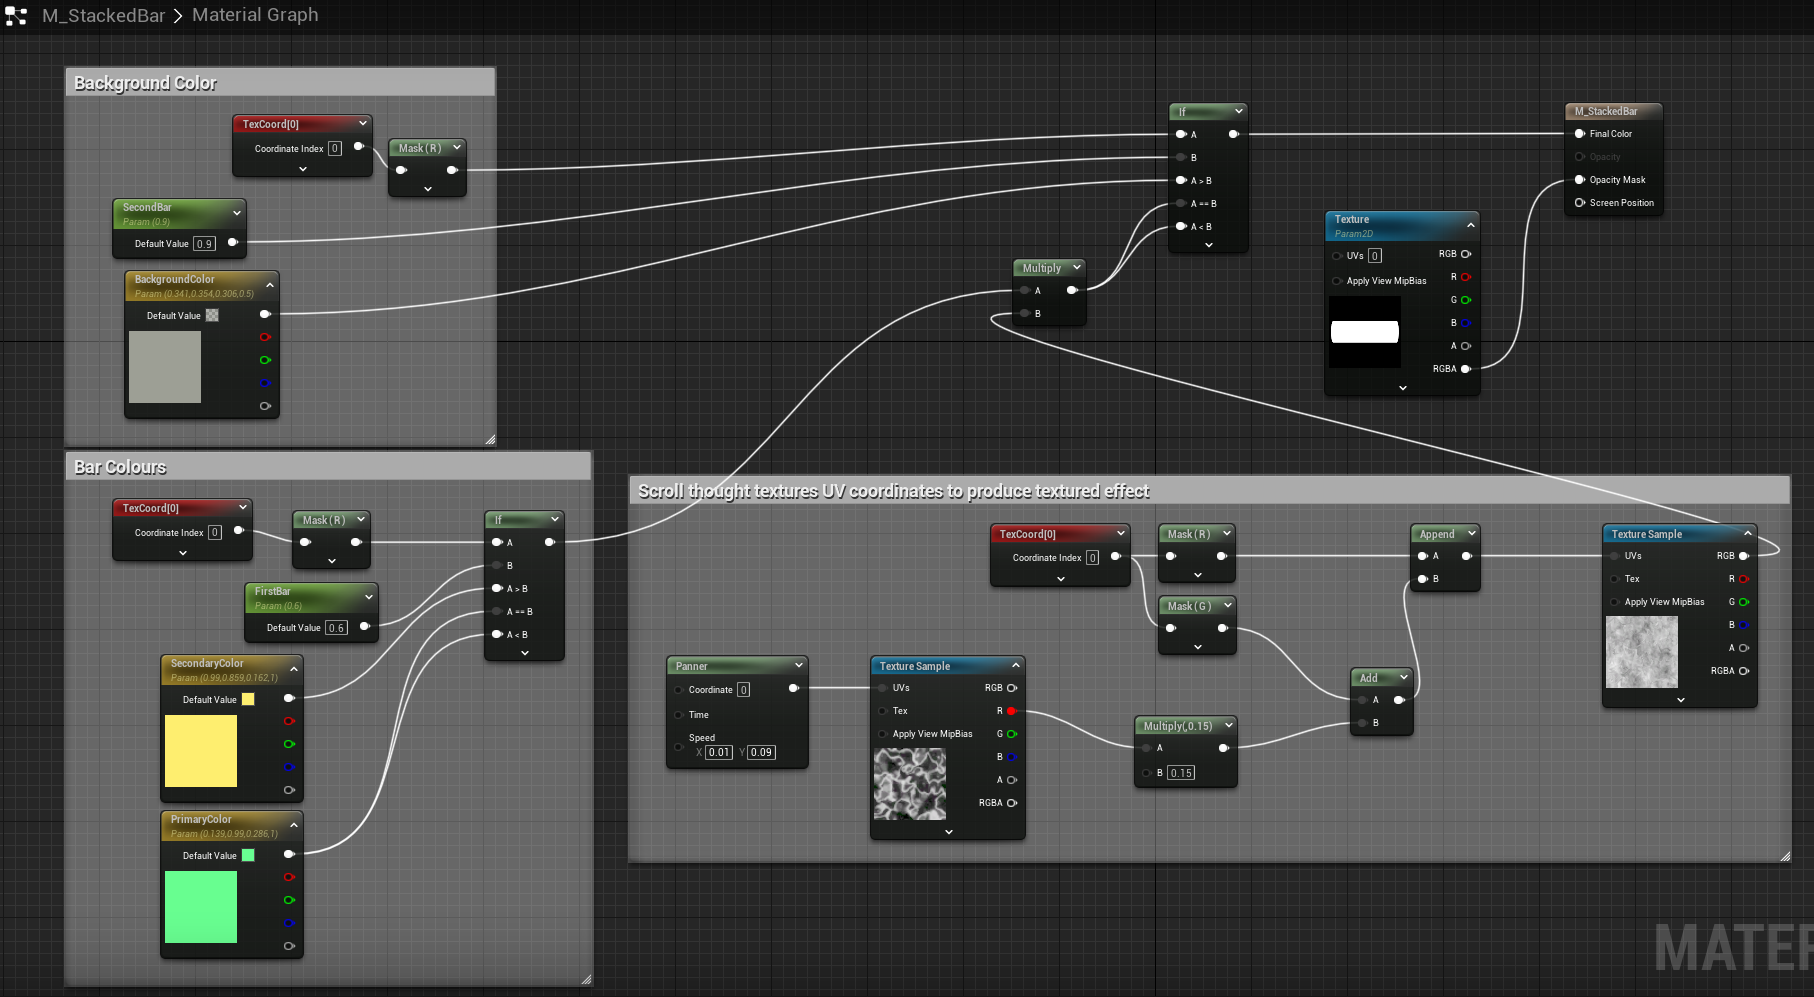 M_StackedBar > Material Graph
Background Color
TexCoord[0]
Coordinate Index 0
Mask ( R )
SecondBar
Param (0.9)
Default Value 0.9
BackgroundColor
Param (0.341,0.354,0.306,0.5)
Default Value
If
A
B
A > B
A == B
A < B
M_StackedBar
Final Color
Opacity
Opacity Mask
Screen Position
Texture
Param2D
UVs 0
Apply View MipBias
RGB
R
G
B
A
RGBA
Multiply
A
B
Bar Colours
TexCoord[0]
Coordinate Index 0
Mask ( R )
If
A
B
A > B
A == B
A < B
FirstBar
Param (0.6)
Default Value 0.6
SecondaryColor
Param (0.99,0.859,0.162,1)
Default Value
PrimaryColor
Param (0.139,0.99,0.286,1)
Default Value
Scroll thought textures UV coordinates to produce textured effect
TexCoord[0]
Coordinate Index 0
Mask ( R )
Mask ( G )
Append
A
B
Texture Sample
UVs
Tex
Apply View MipBias
RGB
R
G
B
A
RGBA
Panner
Coordinate 0
Time
Speed
X 0.01 Y 0.09
Texture Sample
UVs
Tex
Apply View MipBias
RGB
R
G
B
A
RGBA
Multiply(,0.15)
A
B 0.15
Add
A
B
MATER